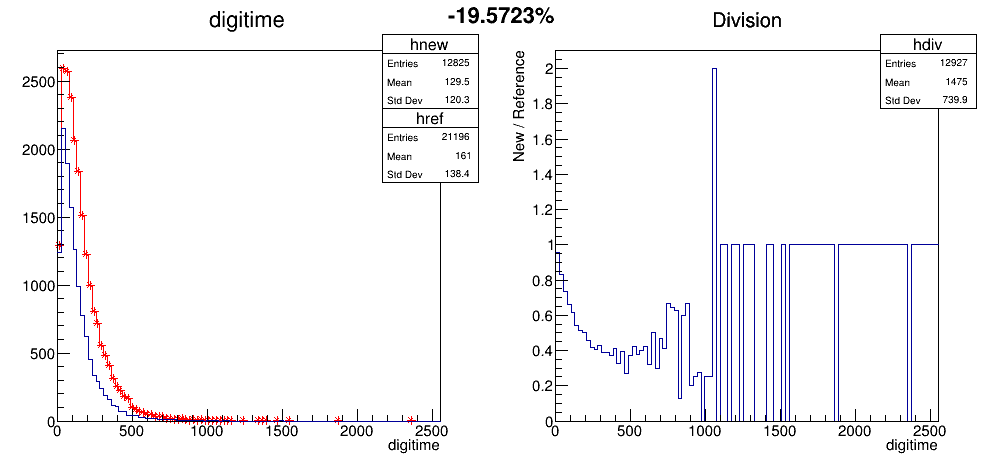 -19.5723%
digitime
hnew
Entries 12825
Mean 129.5
Std Dev 120.3
href
Entries 21196
Mean 161
Std Dev 138.4
2500
2000
1500
1000
500
0
0 500 1000 1500 2000 2500
digitime
Division
hdiv
Entries 12927
Mean 1475
Std Dev 739.9
New / Reference
2
1.8
1.6
1.4
1.2
1
0.8
0.6
0.4
0.2
0
0 500 1000 1500 2000 2500
digitime